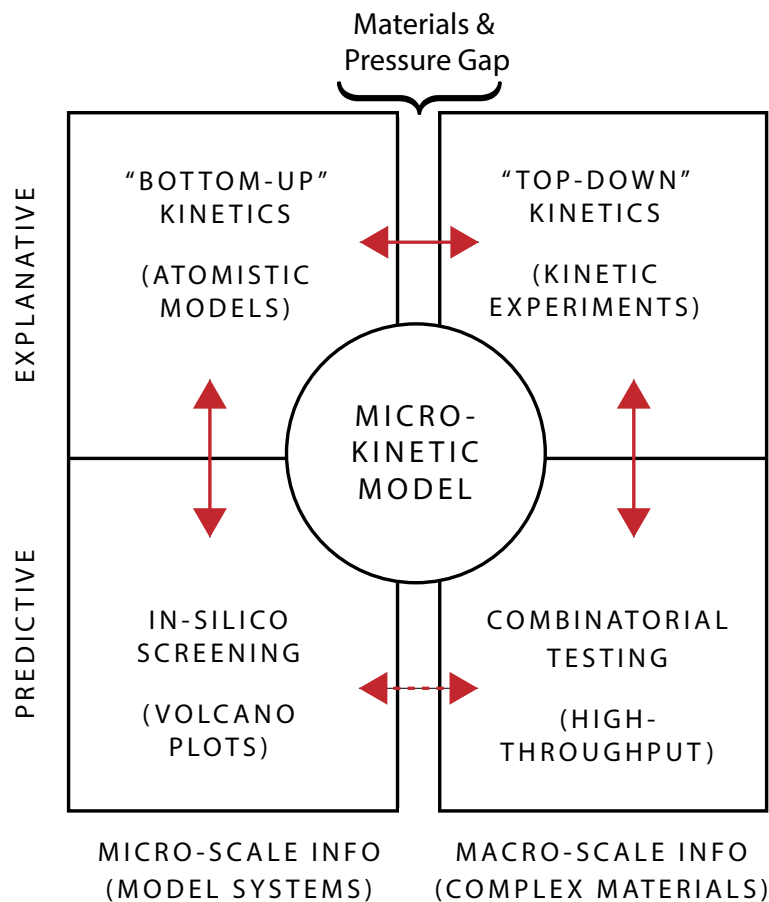 Materials &
Pressure Gap
EXPLANATIVE
“BOTTOM-UP”
KINETICS
(ATOMISTIC
MODELS)
“TOP-DOWN”
KINETICS
(KINETIC
EXPERIMENTS)
MICRO-
KINETIC
MODEL
PREDICTIVE
IN-SILICO
SCREENING
(VOLCANO
PLOTS)
COMBINATORIAL
TESTING
(HIGH-
THROUGHPUT)
MICRO-SCALE INFO
(MODEL SYSTEMS)
MACRO-SCALE INFO
(COMPLEX MATERIALS)